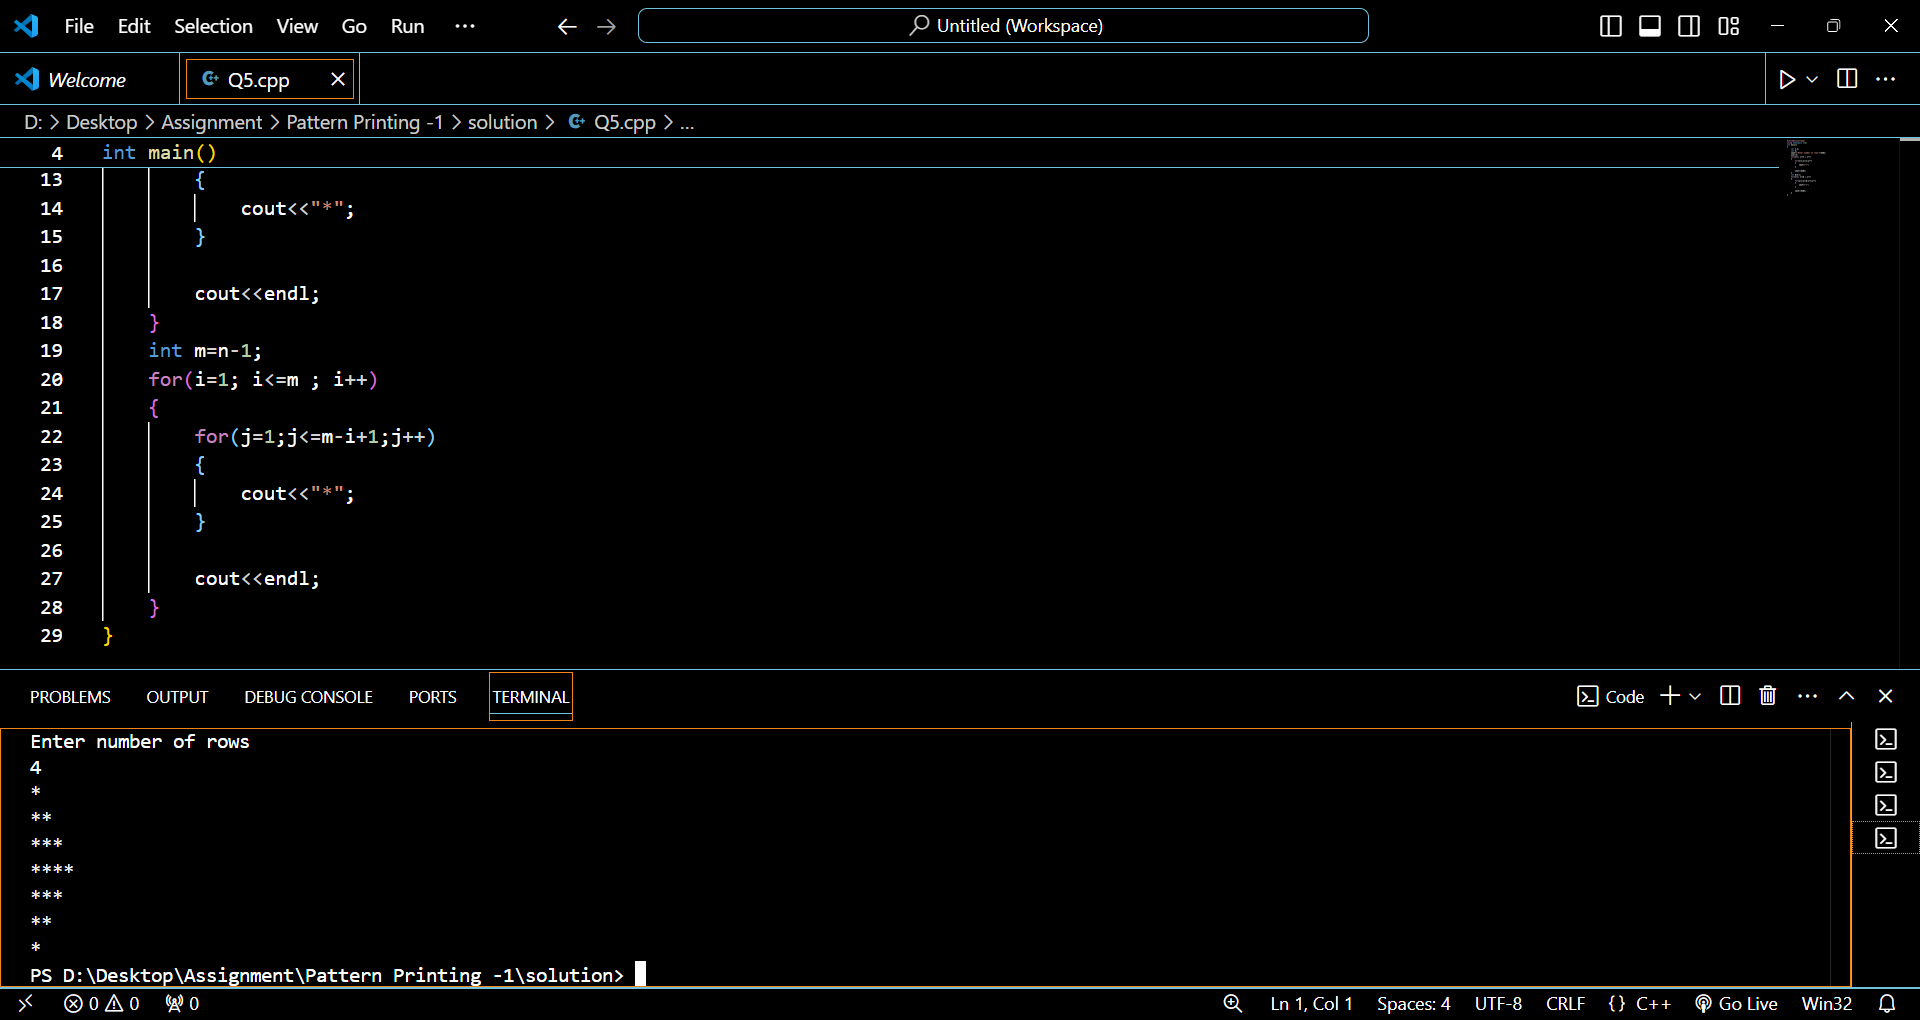 File Edit Selection View Go Run ··· Untitled (Workspace)
Welcome Q5.cpp
D: > Desktop > Assignment > Pattern Printing -1 > solution > Q5.cpp > ...
4 int main()
13 {
14 cout<<"*";
15 }
16
17 cout<<endl;
18 }
19 int m=n-1;
20 for(i=1; i<=m ; i++)
21 {
22 for(j=1;j<=m-i+1;j++)
23 {
24 cout<<"*";
25 }
26
27 cout<<endl;
28 }
29 }
PROBLEMS OUTPUT DEBUG CONSOLE PORTS TERMINAL Code
Enter number of rows
4
*
**
***
****
***
**
*
PS D:\Desktop\Assignment\Pattern Printing -1\solution>
0 0 0 Ln 1, Col 1 Spaces: 4 UTF-8 CRLF {} C++ Go Live Win32